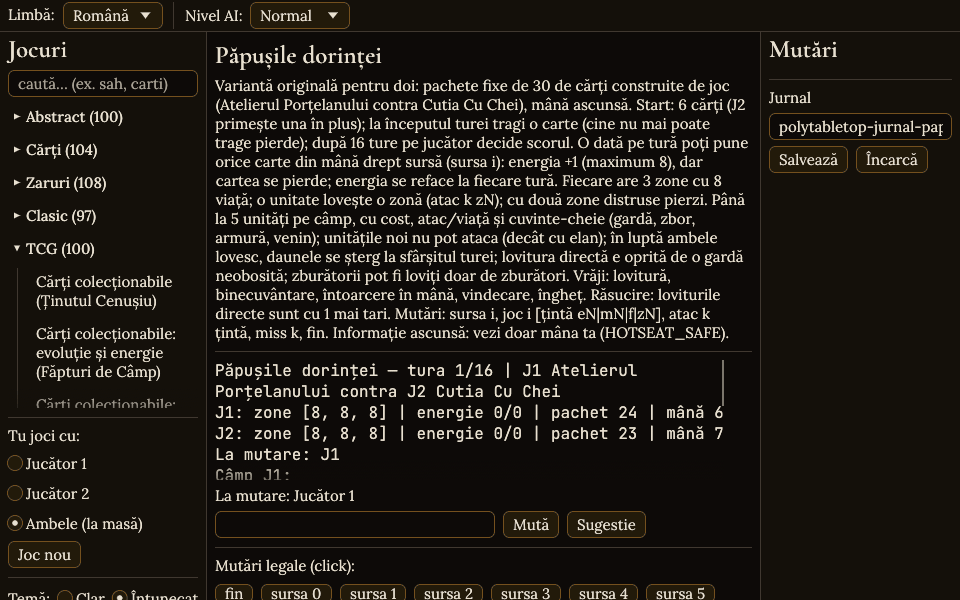 Limbă: Română ▼ Nivel AI: Normal ▼
Jocuri
caută... (ex. sah, carti)
▸ Abstract (100)
▸ Cărți (104)
▸ Zaruri (108)
▸ Clasic (97)
▾ TCG (100)
Cărți colecționabile
(Ținutul Cenușiu)
Cărți colecționabile:
evoluție și energie
(Făpturi de Câmp)
Cărți colecționabile:
Tu joci cu:
Jucător 1
Jucător 2
Ambele (la masă)
Joc nou
Temă: Clar Întunecat
Păpușile dorinței
Variantă originală pentru doi: pachete fixe de 30 de cărți construite de joc
(Atelierul Porțelanului contra Cutia Cu Chei), mână ascunsă. Start: 6 cărți (J2
primește una în plus); la începutul turei tragi o carte (cine nu mai poate
trage pierde); după 16 ture pe jucător decide scorul. O dată pe tură poți pune
orice carte din mână drept sursă (sursa i): energia +1 (maximum 8), dar
cartea se pierde; energia se reface la fiecare tură. Fiecare are 3 zone cu 8
viață; o unitate lovește o zonă (atac k zN); cu două zone distruse pierzi. Până
la 5 unități pe câmp, cu cost, atac/viață și cuvinte-cheie (gardă, zbor,
armură, venin); unitățile noi nu pot ataca (decât cu elan); în luptă ambele
lovesc, daunele se șterg la sfârșitul turei; lovitura directă e oprită de o gardă
neobosită; zburătorii pot fi loviți doar de zburători. Vrăji: lovitură,
binecuvântare, întoarcere în mână, vindecare, îngheț. Răsucire: loviturile
directe sunt cu 1 mai tari. Mutări: sursa i, joc i [țintă eN|mN|f|zN], atac k
țintă, miss k, fin. Informație ascunsă: vezi doar mâna ta (HOTSEAT_SAFE).
Păpușile dorinței — tura 1/16 | J1 Atelierul
Porțelanului contra J2 Cutia Cu Chei
J1: zone [8, 8, 8] | energie 0/0 | pachet 24 | mână 6
J2: zone [8, 8, 8] | energie 0/0 | pachet 23 | mână 7
La mutare: J1
Câmp J1:
La mutare: Jucător 1
Mută Sugestie
Mutări legale (click):
fin sursa 0 sursa 1 sursa 2 sursa 3 sursa 4 sursa 5
Mutări
Jurnal
polytabletop-jurnal-pap
Salvează Încarcă